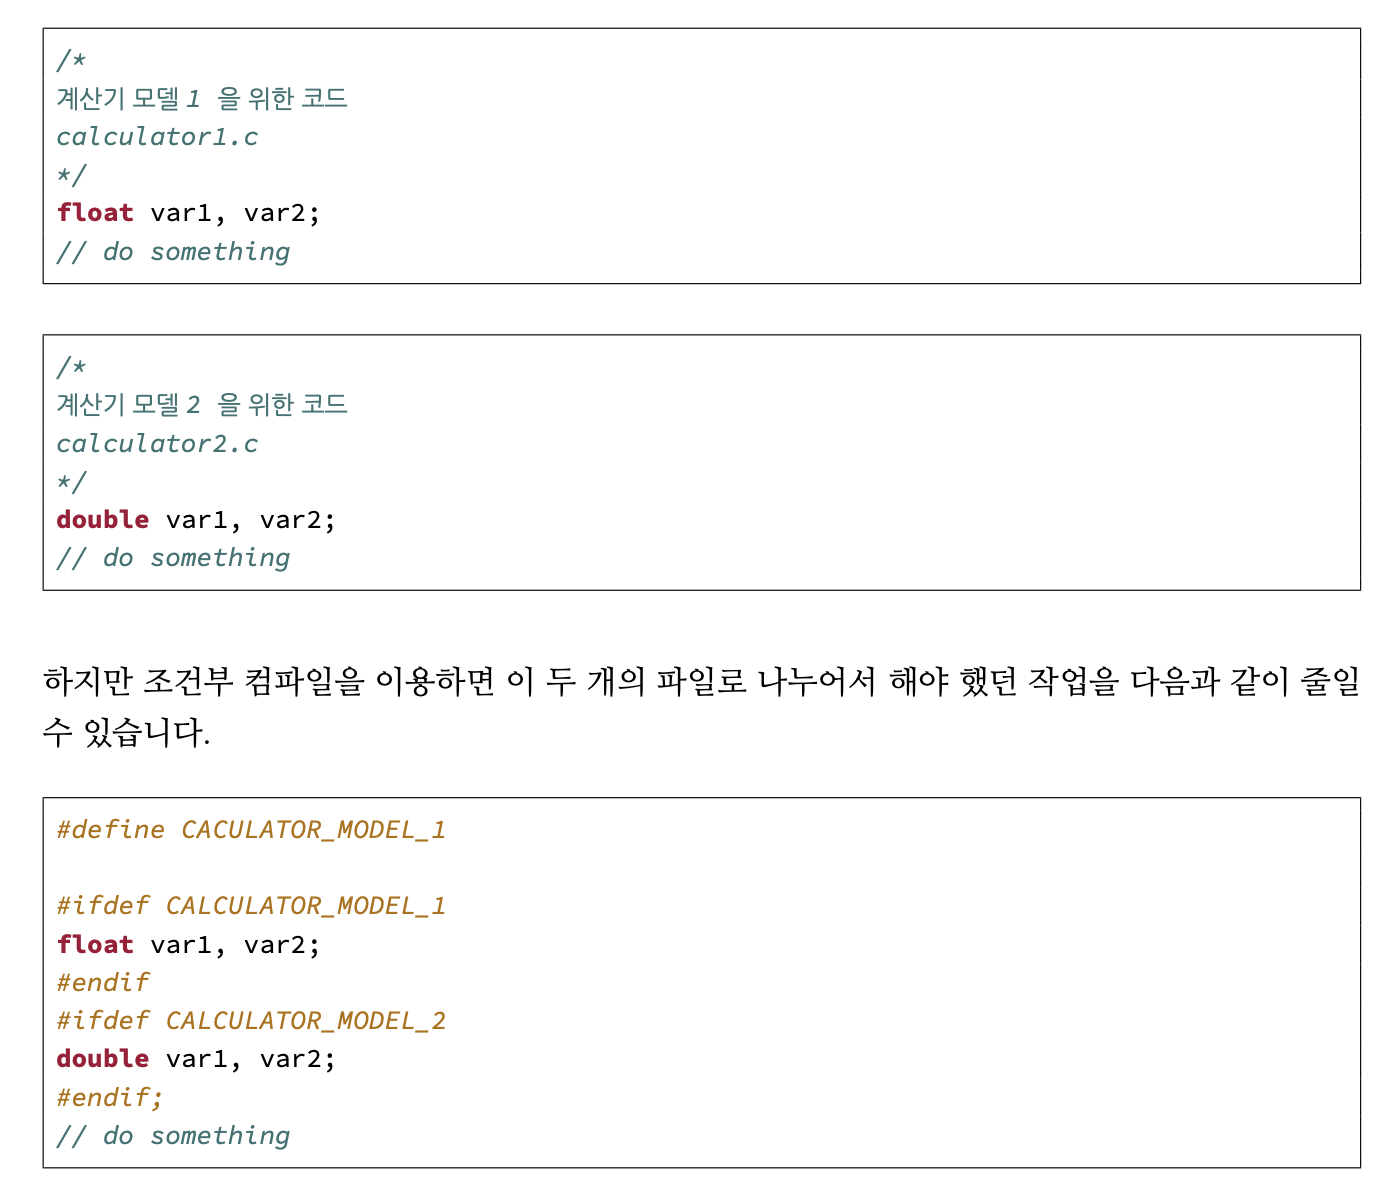 /*
계산기 모델 1 을 위한 코드
calculator1.c
*/
float var1, var2;
// do something
/*
계산기 모델 2 을 위한 코드
calculator2.c
*/
double var1, var2;
// do something
하지만 조건부 컴파일을 이용하면 이 두 개의 파일로 나누어서 해야 했던 작업을 다음과 같이 줄일
수 있습니다.
#define CACULATOR_MODEL_1
#ifdef CALCULATOR_MODEL_1
float var1, var2;
#endif
#ifdef CALCULATOR_MODEL_2
double var1, var2;
#endif;
// do something